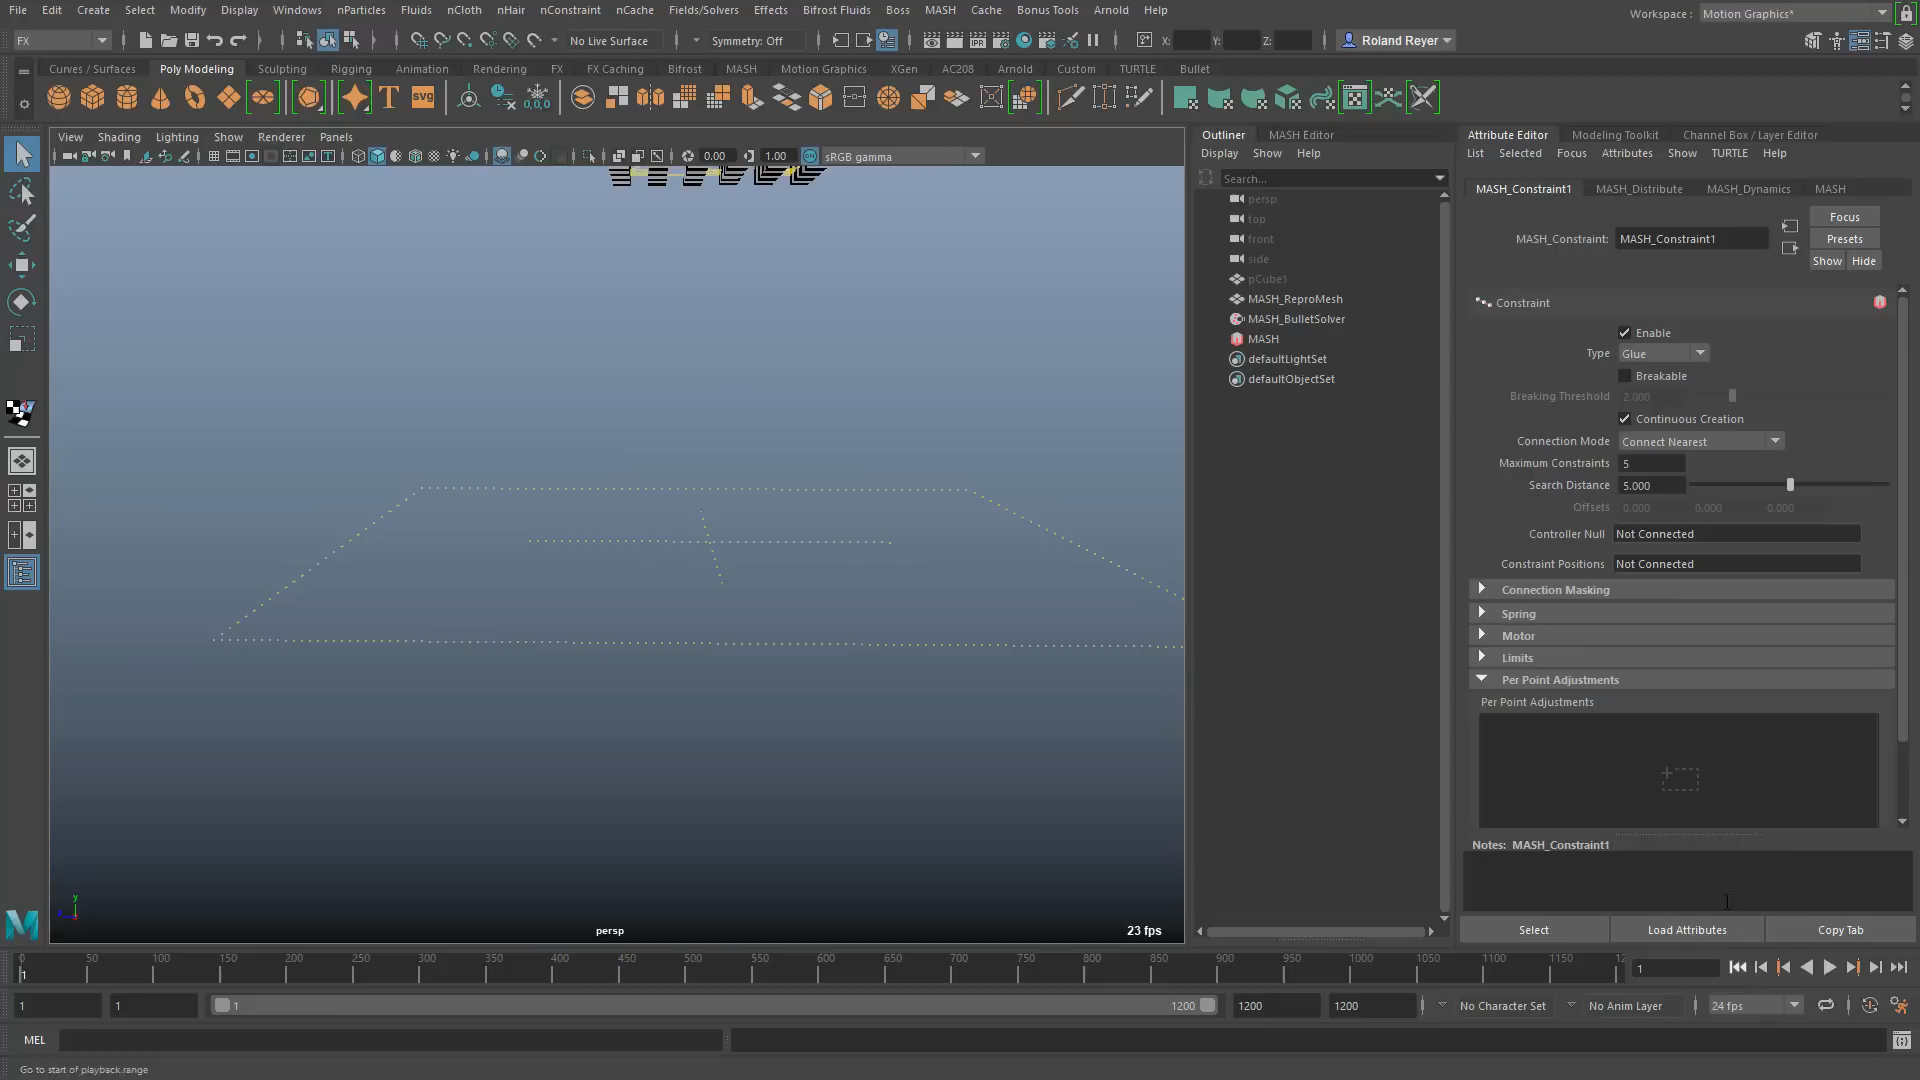 File Edit Create Select Modify Display Windows nParticles Fluids nCloth nHair nConstraint nCache Fields/Solvers Effects Bifrost Fluids Boss MASH Cache Bonus Tools Arnold Help
Workspace : Motion Graphics*
FX No Live Surface Symmetry: Off X: Y: Z: Roland Reyer
Curves / Surfaces Poly Modeling Sculpting Rigging Animation Rendering FX FX Caching Bifrost MASH Motion Graphics XGen AC208 Arnold Custom TURTLE Bullet
T svg 0,0,0
View Shading Lighting Show Renderer Panels
0.00 1.00 sRGB gamma
Outliner MASH Editor
Display Show Help
Search...
persp
top
front
side
pCube1
MASH_ReproMesh
MASH_BulletSolver
MASH
defaultLightSet
defaultObjectSet
Attribute Editor Modeling Toolkit Channel Box / Layer Editor
List Selected Focus Attributes Show TURTLE Help
MASH_Constraint1 MASH_Distribute MASH_Dynamics MASH
Focus
MASH_Constraint: MASH_Constraint1 Presets
Show Hide
Constraint
Enable
Type Glue
Breakable
Breaking Threshold 2.000
Continuous Creation
Connection Mode Connect Nearest
Maximum Constraints 5
Search Distance 5.000
Offsets 0.000 0.000 0.000
Controller Null Not Connected
Constraint Positions Not Connected
Connection Masking
Spring
Motor
Limits
Per Point Adjustments
Per Point Adjustments
Notes: MASH_Constraint1
Select Load Attributes Copy Tab
y
persp 23 fps
0 50 100 150 200 250 300 350 400 450 500 550 600 650 700 750 800 850 900 950 1000 1050 1100 1150 12
1 1
1 1 1 1200 1200 1200 No Character Set No Anim Layer 24 fps
MEL
Go to start of playback range